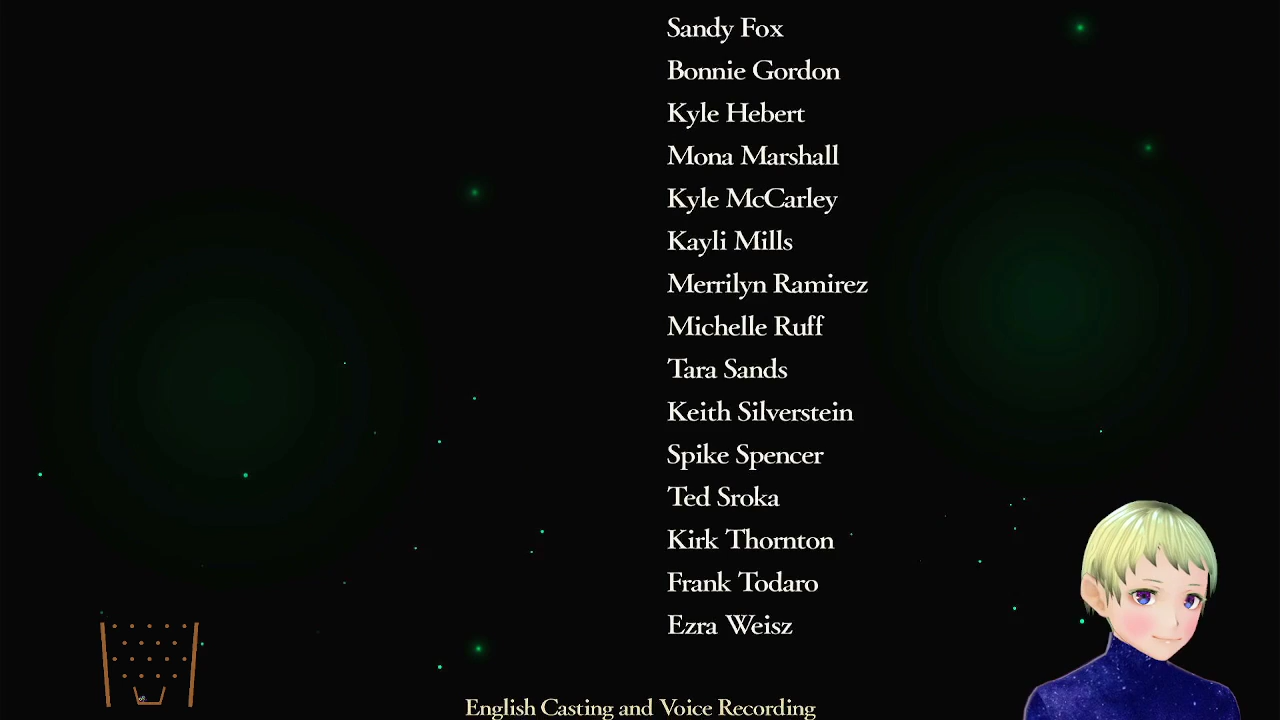 Sandy Fox
Bonnie Gordon
Kyle Hebert
Mona Marshall
Kyle McCarley
Kayli Mills
Merrilyn Ramirez
Michelle Ruff
Tara Sands
Keith Silverstein
Spike Spencer
Ted Sroka
Kirk Thornton
Frank Todaro
Ezra Weisz
English Casting and Voice Recording